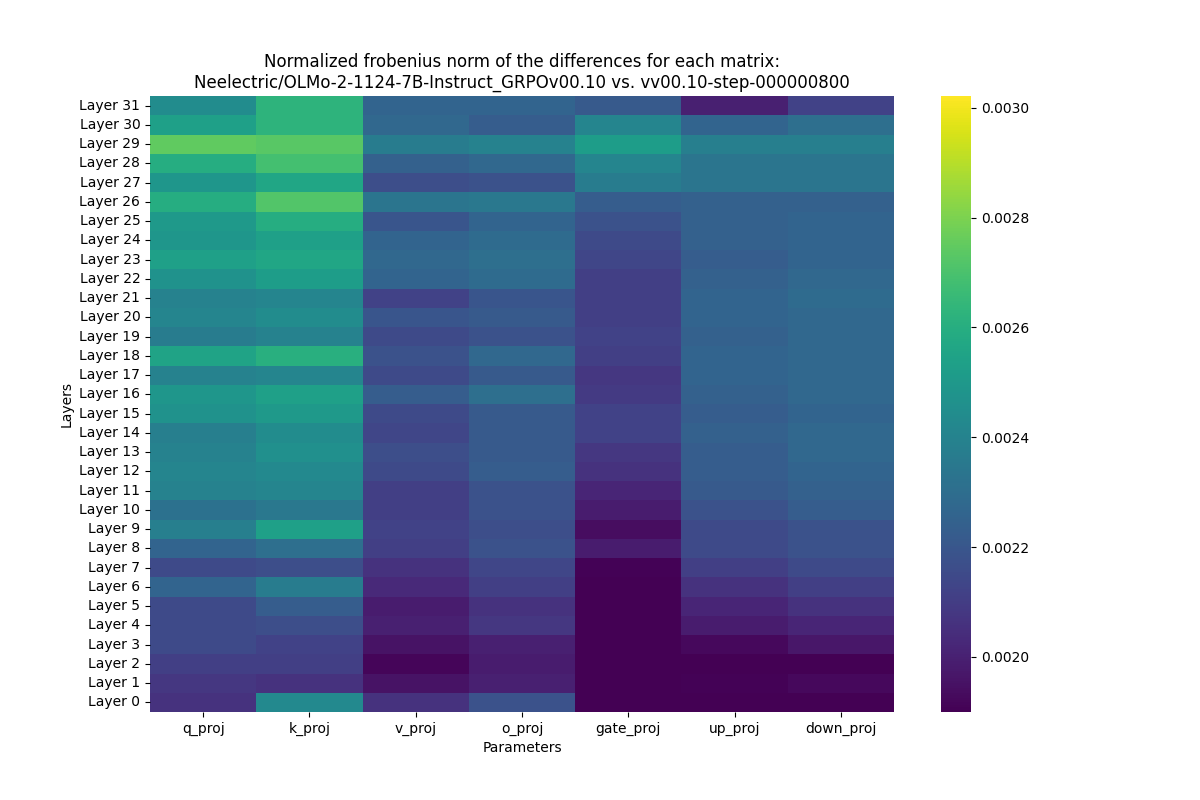 Normalized frobenius norm of the differences for each matrix:
Neelectric/OLMo-2-1124-7B-Instruct_GRPOv00.10 vs. vv00.10-step-000000800
Layers
Layer 31
Layer 30
Layer 29
Layer 28
Layer 27
Layer 26
Layer 25
Layer 24
Layer 23
Layer 22
Layer 21
Layer 20
Layer 19
Layer 18
Layer 17
Layer 16
Layer 15
Layer 14
Layer 13
Layer 12
Layer 11
Layer 10
Layer 9
Layer 8
Layer 7
Layer 6
Layer 5
Layer 4
Layer 3
Layer 2
Layer 1
Layer 0
q_proj k_proj v_proj o_proj gate_proj up_proj down_proj
Parameters
0.0030
0.0028
0.0026
0.0024
0.0022
0.0020